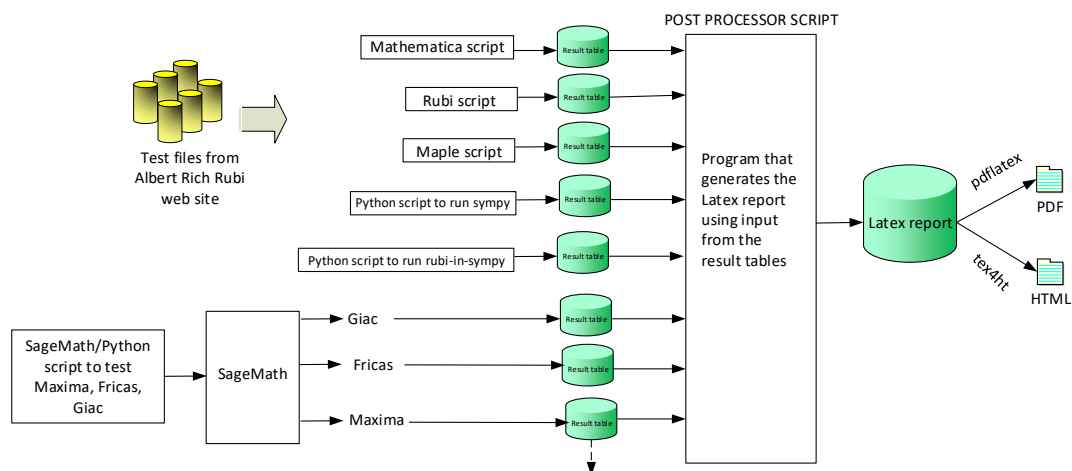 POST PROCESSOR SCRIPT
Mathematica script
Result table
Rubi script
Result table
Maple script
Result table
Python script to run sympy
Result table
Python script to run rubi-in-sympy
Result table
Test files from
Albert Rich Rubi
web site
Program that
generates the
Latex report
using input
from the
result tables
Latex report
pdflatex
PDF
tex4ht
HTML
SageMath/Python
script to test
Maxima, Fricas,
Giac
SageMath
Giac
Result table
Fricas
Result table
Maxima
Result table